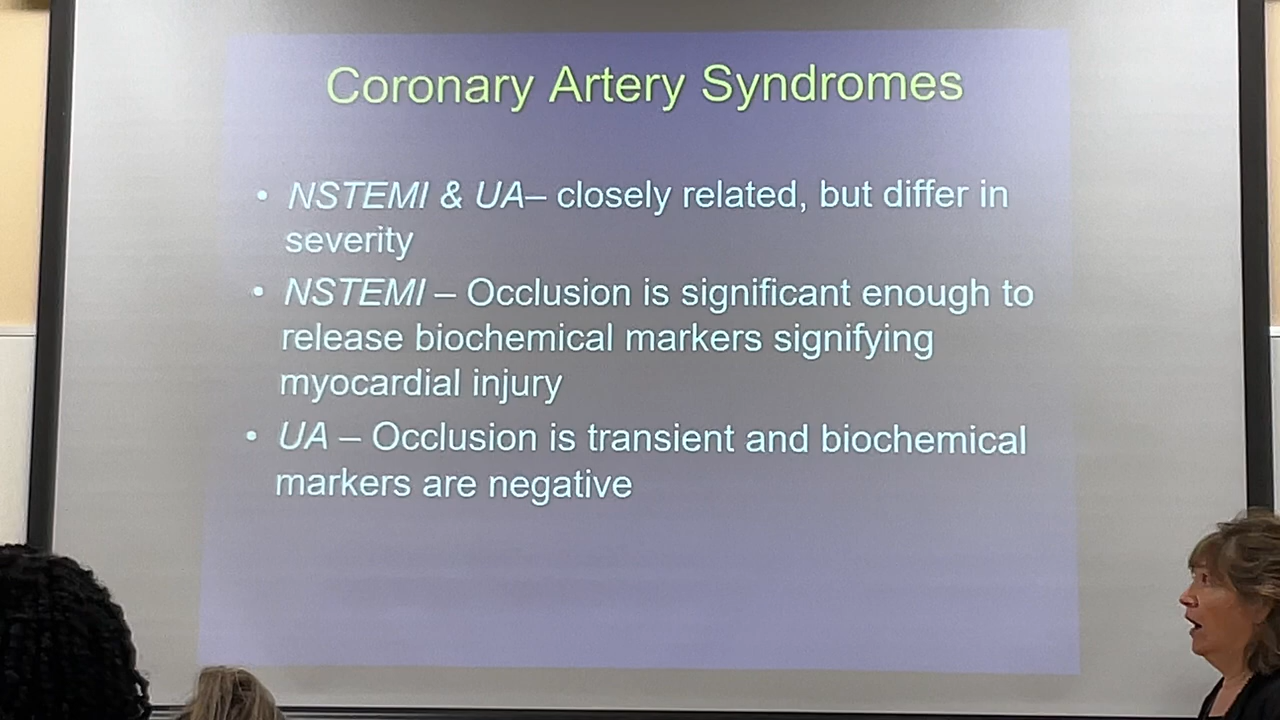 Coronary Artery Syndromes
• NSTEMI & UA– closely related, but differ in
severity
• NSTEMI – Occlusion is significant enough to
release biochemical markers signifying
myocardial injury
• UA – Occlusion is transient and biochemical
markers are negative